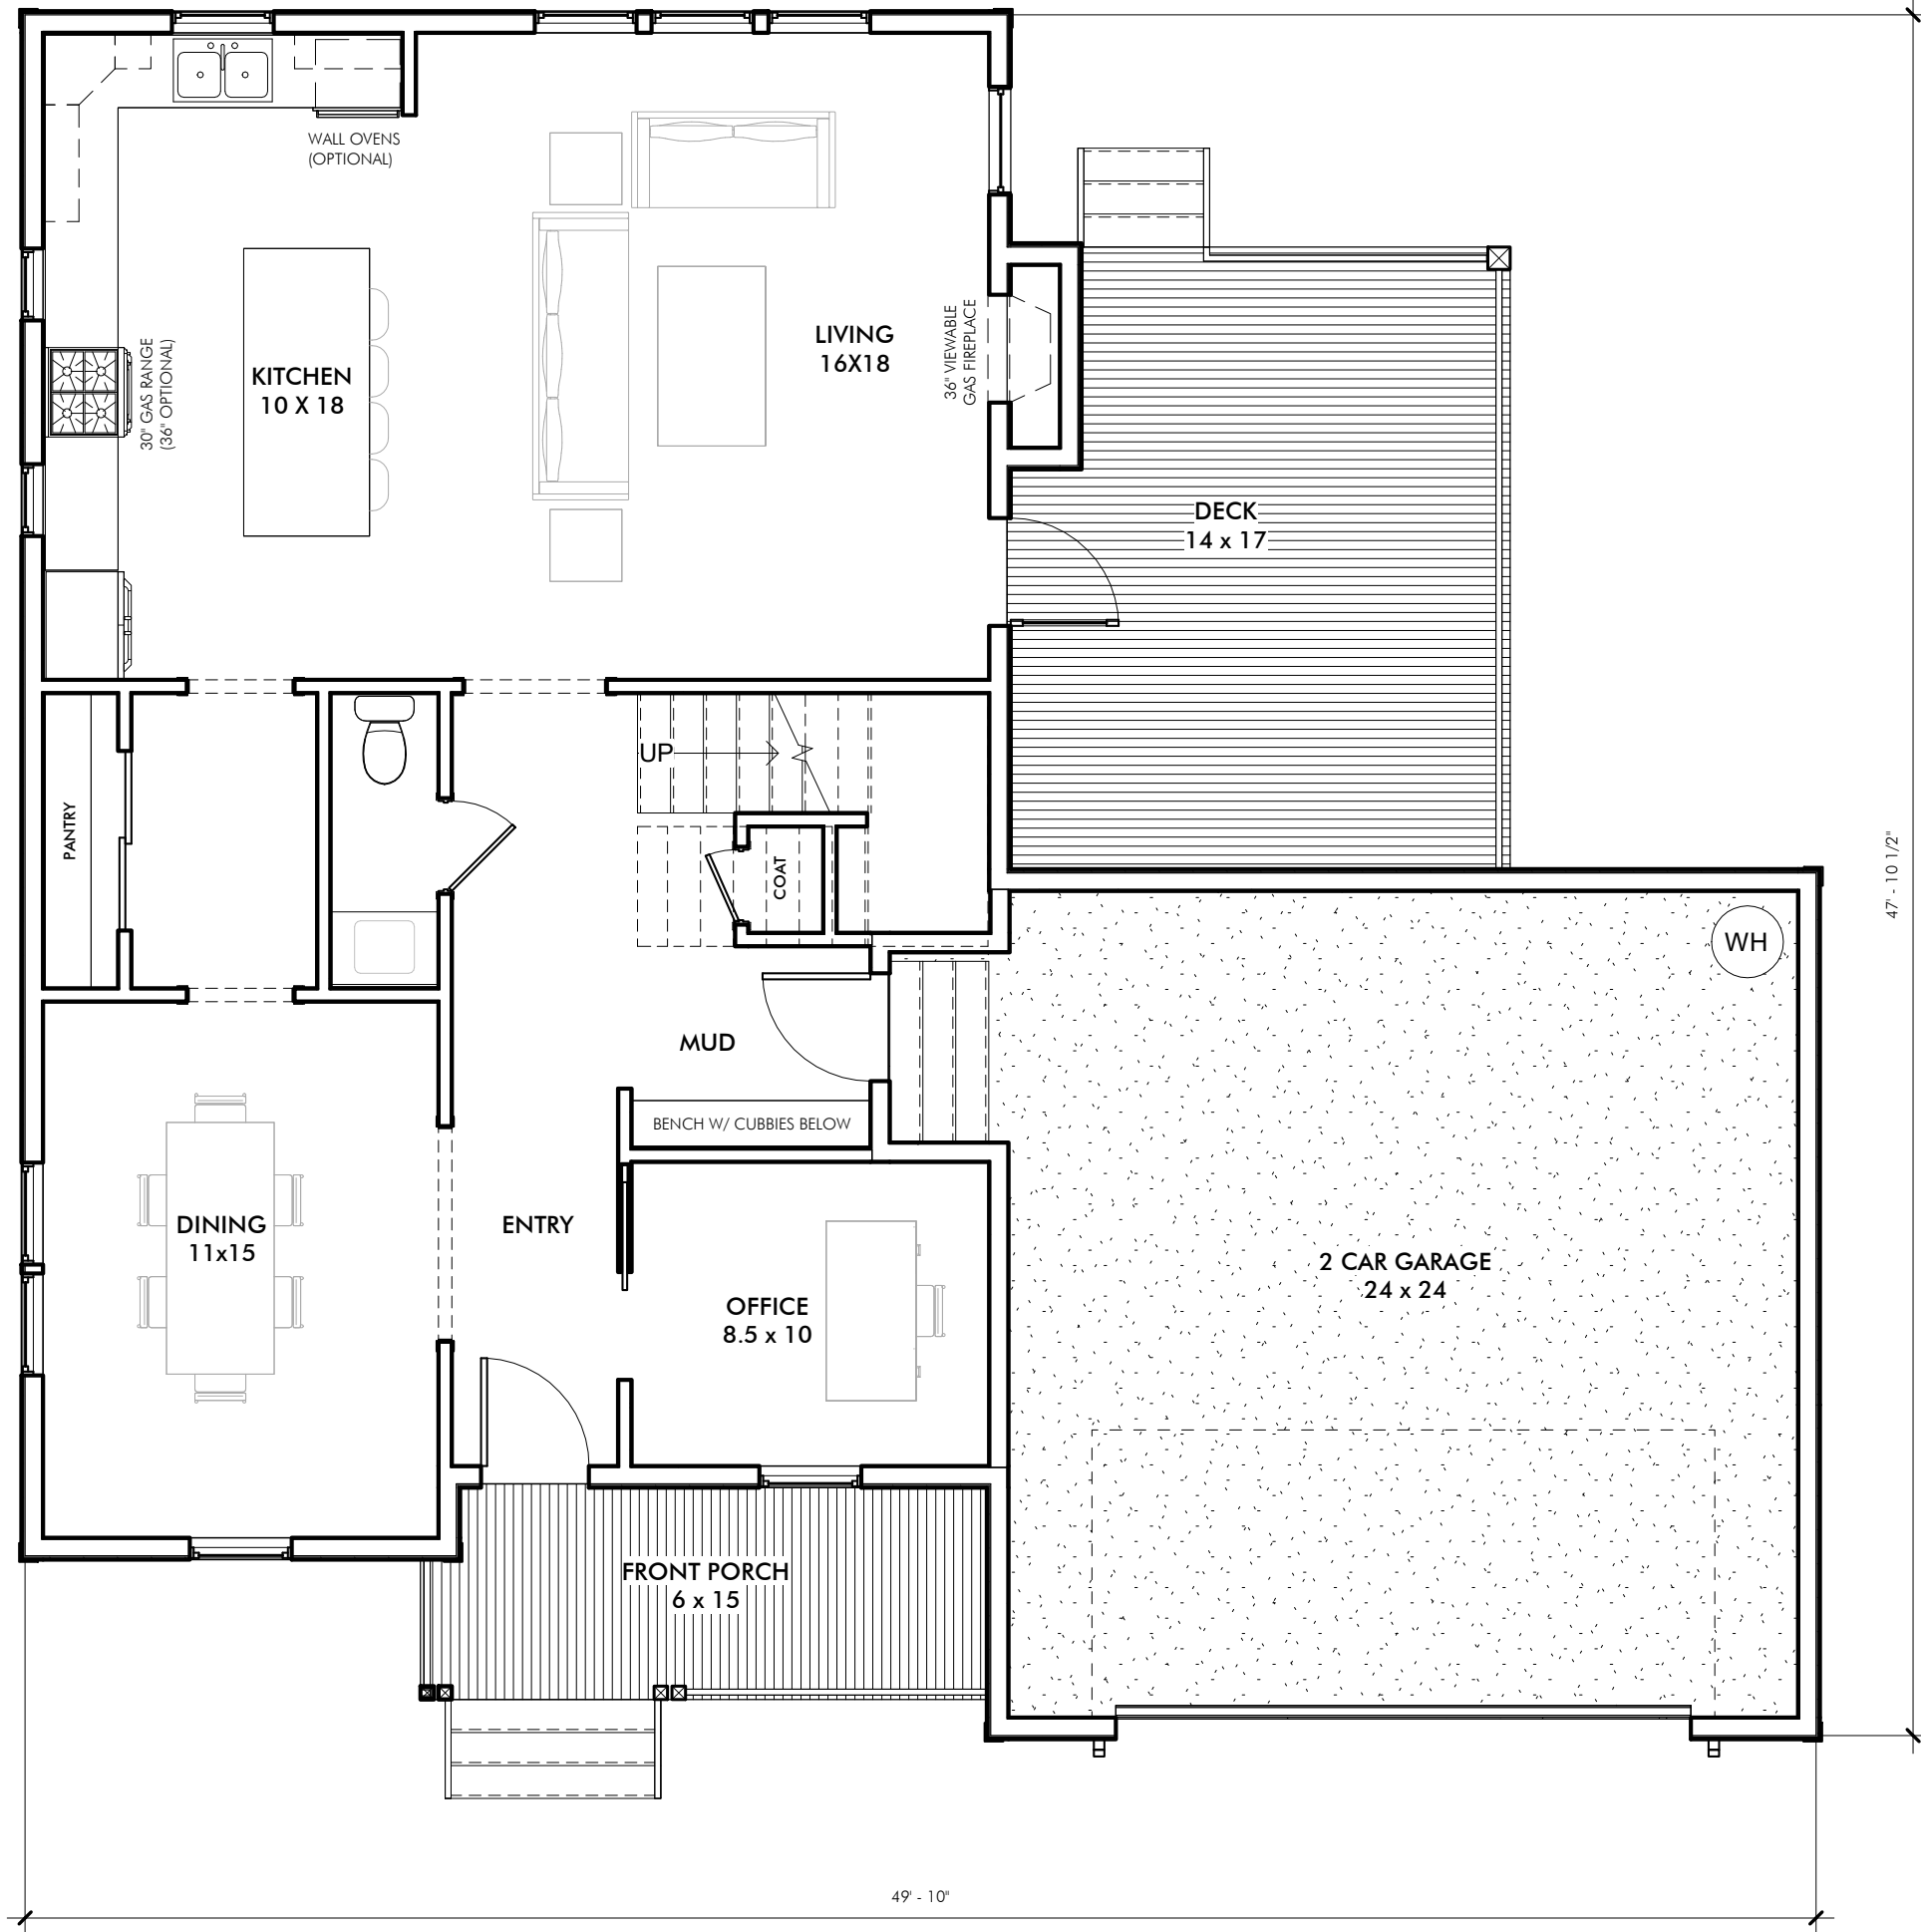 WALL OVENS
(OPTIONAL)
LIVING
16X18
36" VIEWABLE
GAS FIREPLACE
KITCHEN
10 X 18
30" GAS RANGE
(36" OPTIONAL)
DECK
14 x 17
UP
PANTRY
COAT
WH
47' - 10 1/2"
MUD
BENCH W/ CUBBIES BELOW
DINING
11x15
ENTRY
OFFICE
8.5 x 10
2 CAR GARAGE
24 x 24
FRONT PORCH
6 x 15
49' - 10"